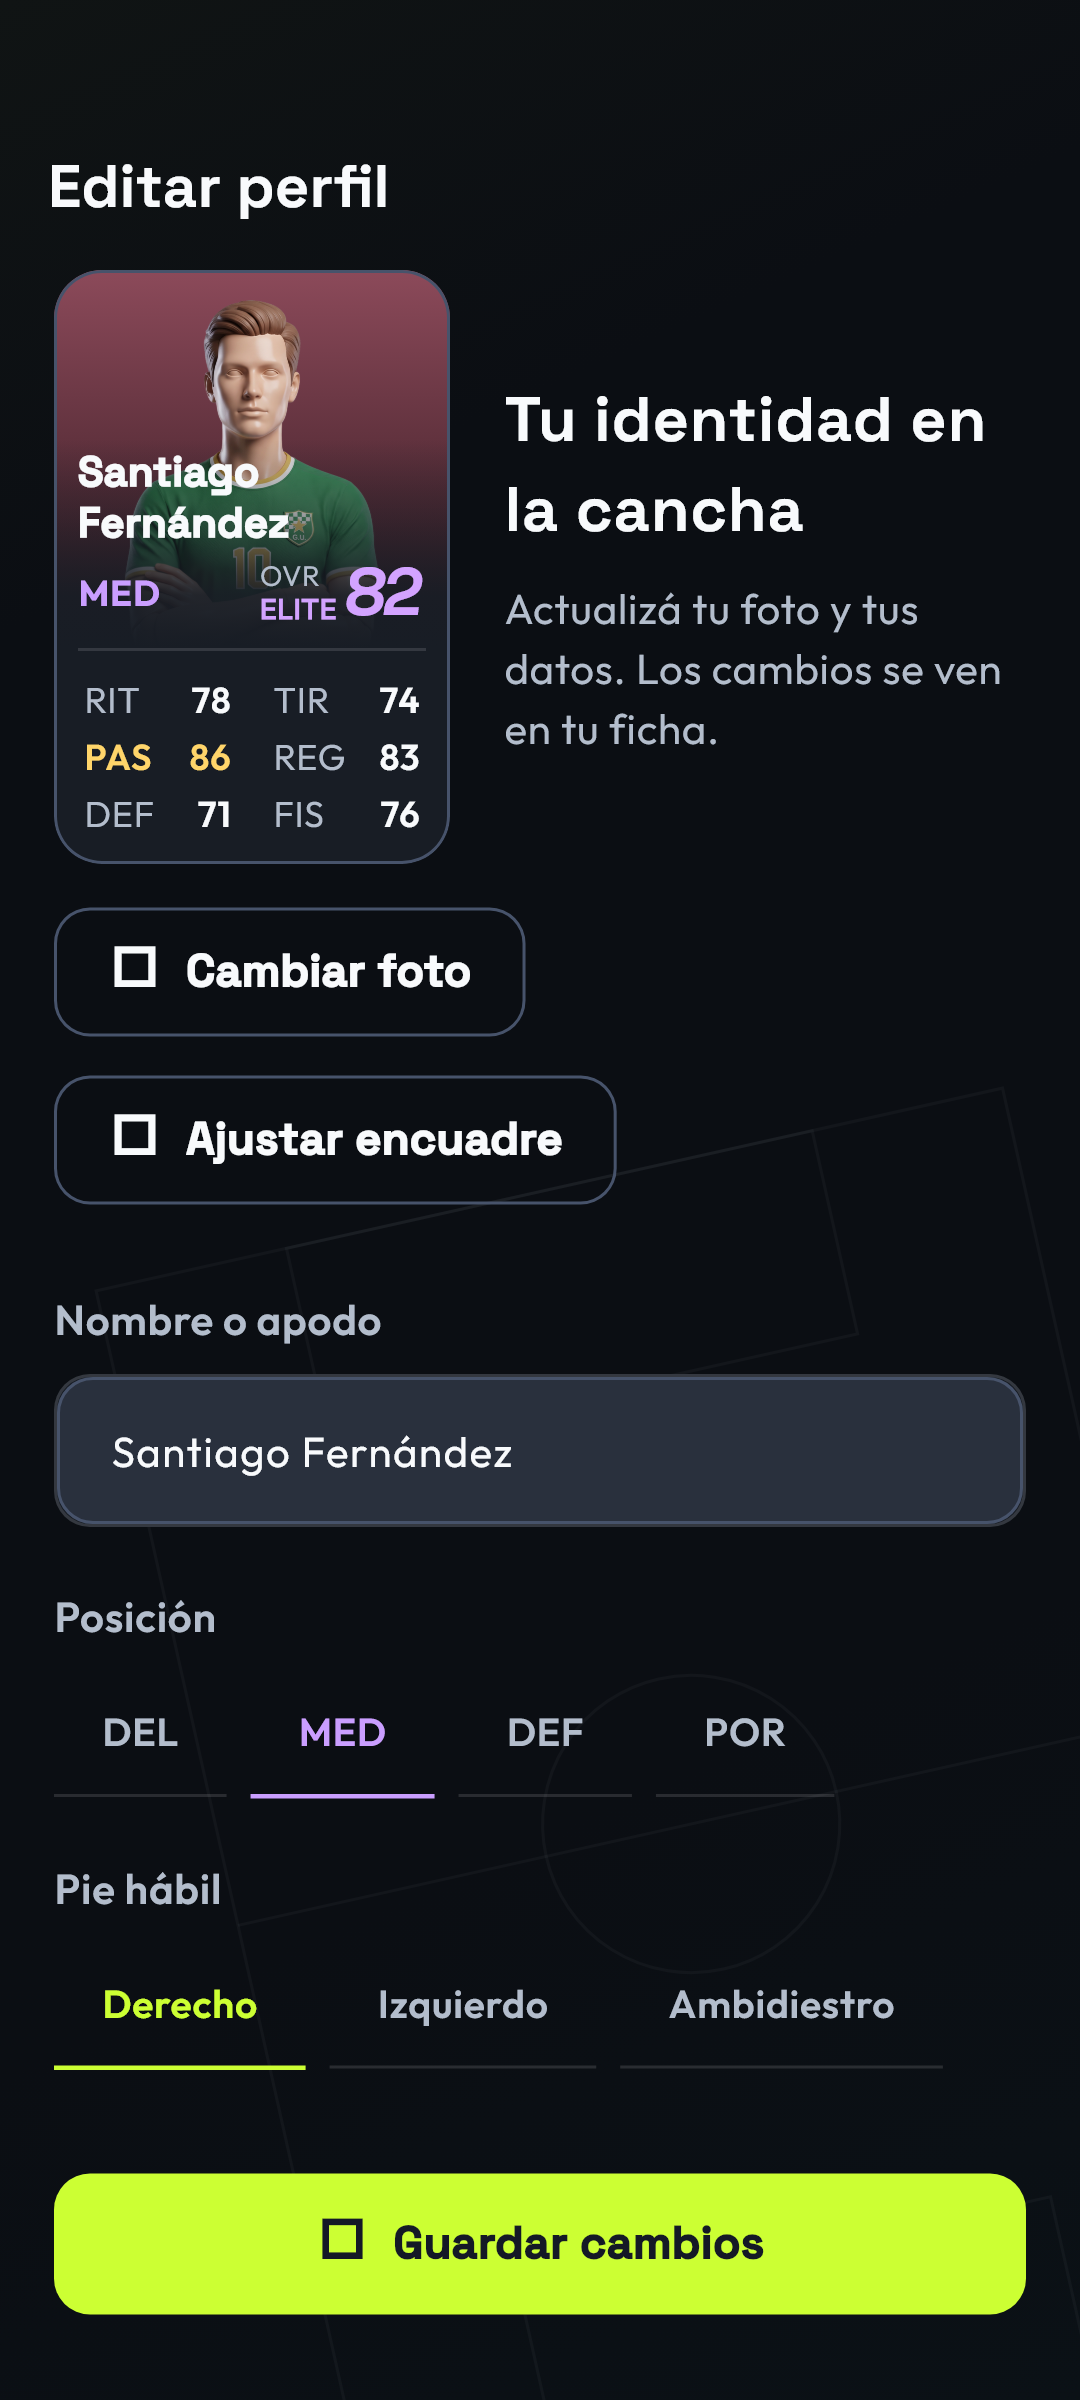 Editar perfil
Santiago
Fernández
10
G.U.
MED
OVR
ELITE
82
RIT 78 TIR 74
PAS 86 REG 83
DEF 71 FIS 76
Tu identidad en
la cancha
Actualizá tu foto y tus
datos. Los cambios se ven
en tu ficha.
Cambiar foto
Ajustar encuadre
Nombre o apodo
Santiago Fernández
Posición
DEL MED DEF POR
Pie hábil
Derecho Izquierdo Ambidiestro
Guardar cambios